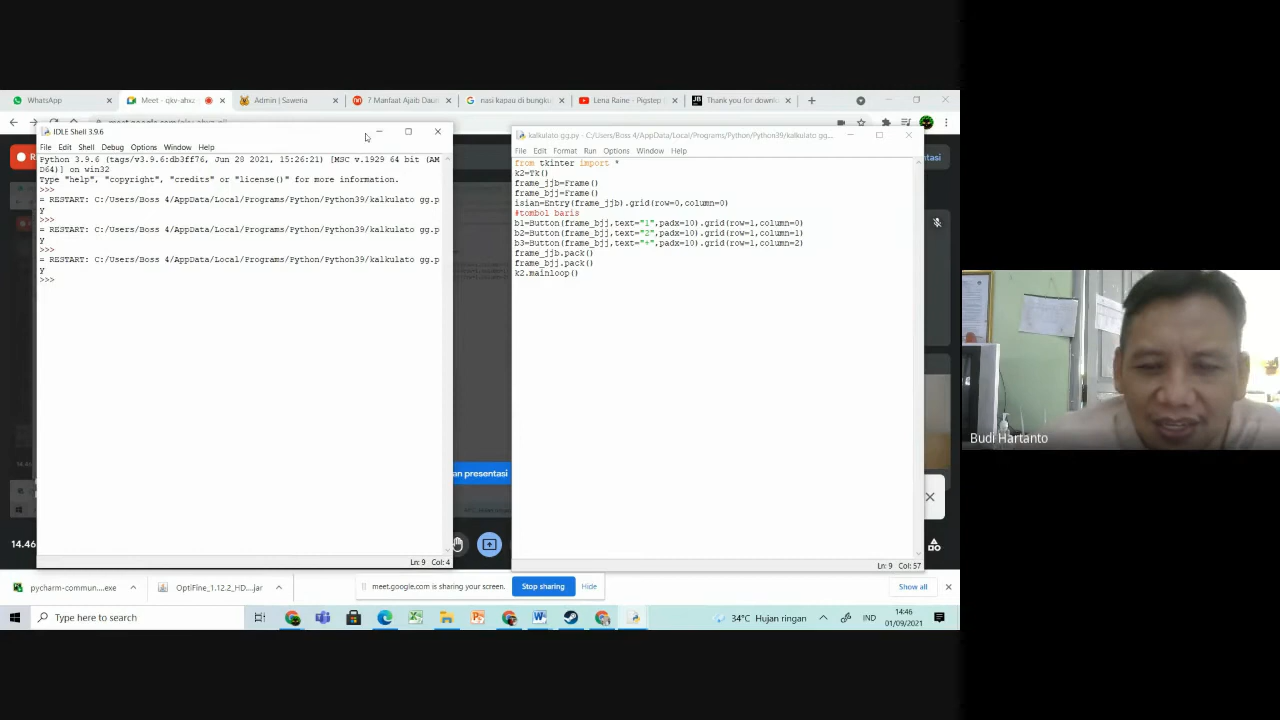 WhatsApp
Meet - qkv-ahxu
Admin | Saweria
7 Manfaat Ajaib Dau
nasi kapau di bungko
Lena Raine - Pigstep (
Thank you for downl
IDLE Shell 3.9.6
File Edit Shell Debug Options Window Help
Python 3.9.6 (tags/v3.9.6:db3ff76, Jun 28 2021, 15:26:21) [MSC v.1929 64 bit (AM
D64)] on win32
Type "help", "copyright", "credits" or "license()" for more information.
>>>
= RESTART: C:/Users/Boss 4/AppData/Local/Programs/Python/Python39/kalkulato gg.p
y
>>>
= RESTART: C:/Users/Boss 4/AppData/Local/Programs/Python/Python39/kalkulato gg.p
y
>>>
= RESTART: C:/Users/Boss 4/AppData/Local/Programs/Python/Python39/kalkulato gg.p
y
>>>
Ln: 9 Col: 4
kalkulato gg.py - C:/Users/Boss 4/AppData/Local/Programs/Python/Python39/kalkulato gg...
File Edit Format Run Options Window Help
from tkinter import *
k2=Tk()
frame_jjb=Frame()
frame_bjj=Frame()
isian=Entry(frame_jjb).grid(row=0,column=0)
#tombol baris
b1=Button(frame_bjj,text="1",padx=10).grid(row=1,column=0)
b2=Button(frame_bjj,text="2",padx=10).grid(row=1,column=1)
b3=Button(frame_bjj,text="+",padx=10).grid(row=1,column=2)
frame_jjb.pack()
frame_bjj.pack()
k2.mainloop()
Ln: 9 Col: 57
ntasi
an presentasi
14.46
Budi Hartanto
pycharm-commun....exe
OptiFine_1.12.2_HD....jar
meet.google.com is sharing your screen.
Stop sharing
Hide
Show all
Type here to search
34°C Hujan ringan
IND
14:46
01/09/2021